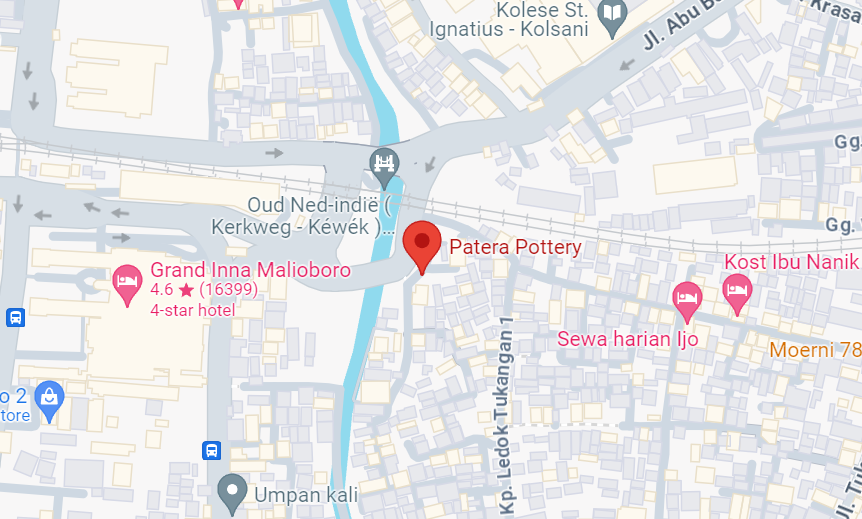 Kolese St.
Ignatius - Kolsani
Jl. Abu Ba
Krasa
Gg.
Oud Ned-indië (
Kerkweg - Kéwék )...
Gg.
Patera Pottery
Grand Inna Malioboro
4.6 ★ (16399)
4-star hotel
Kost Ibu Nanik
Sewa harian Ijo
Moerni 78
Kp. Ledok Tukangan 1
o 2
tore
Umpan kali
Jl. Tuk